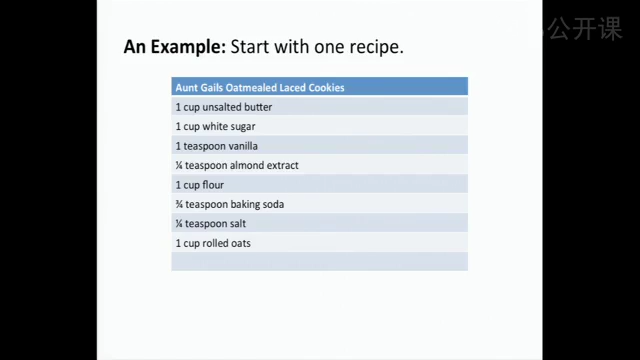 公开课
An Example: Start with one recipe.
Aunt Gails Oatmealed Laced Cookies
1 cup unsalted butter
1 cup white sugar
1 teaspoon vanilla
¼ teaspoon almond extract
1 cup flour
¾ teaspoon baking soda
¼ teaspoon salt
1 cup rolled oats